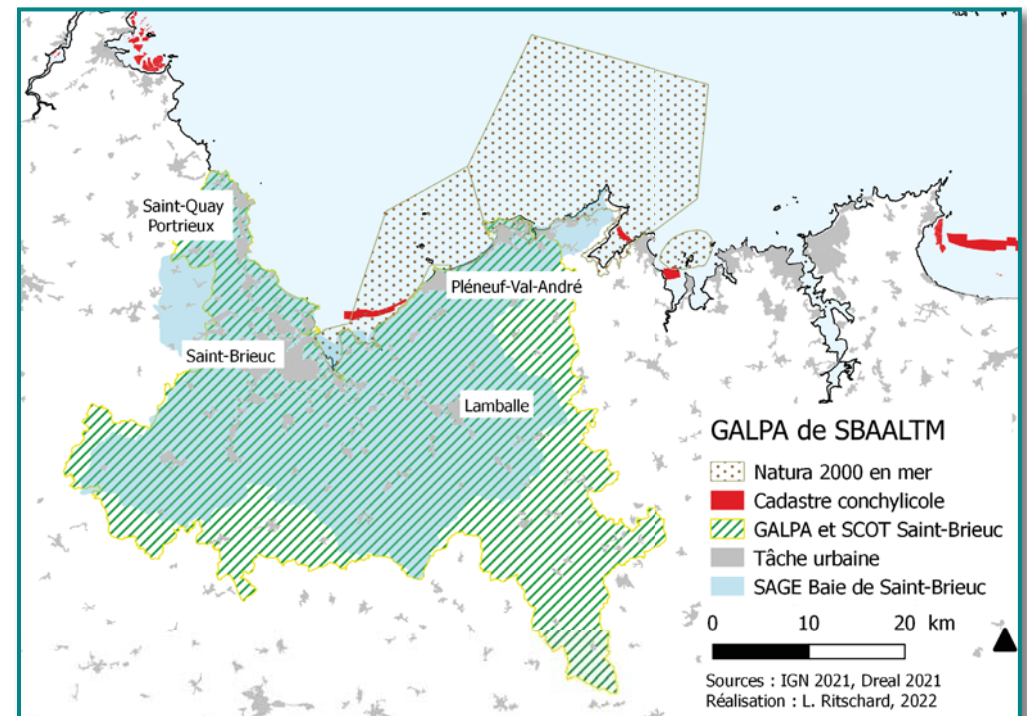 Saint-Quay
Portrieux
Pléneuf-Val-André
Saint-Brieuc
Lamballe
GALPA de SBAALTM
Natura 2000 en mer
Cadastre conchylicole
GALPA et SCOT Saint-Brieuc
Tâche urbaine
SAGE Baie de Saint-Brieuc
0 10 20 km
Sources : IGN 2021, Dreal 2021
Réalisation : L. Ritschard, 2022